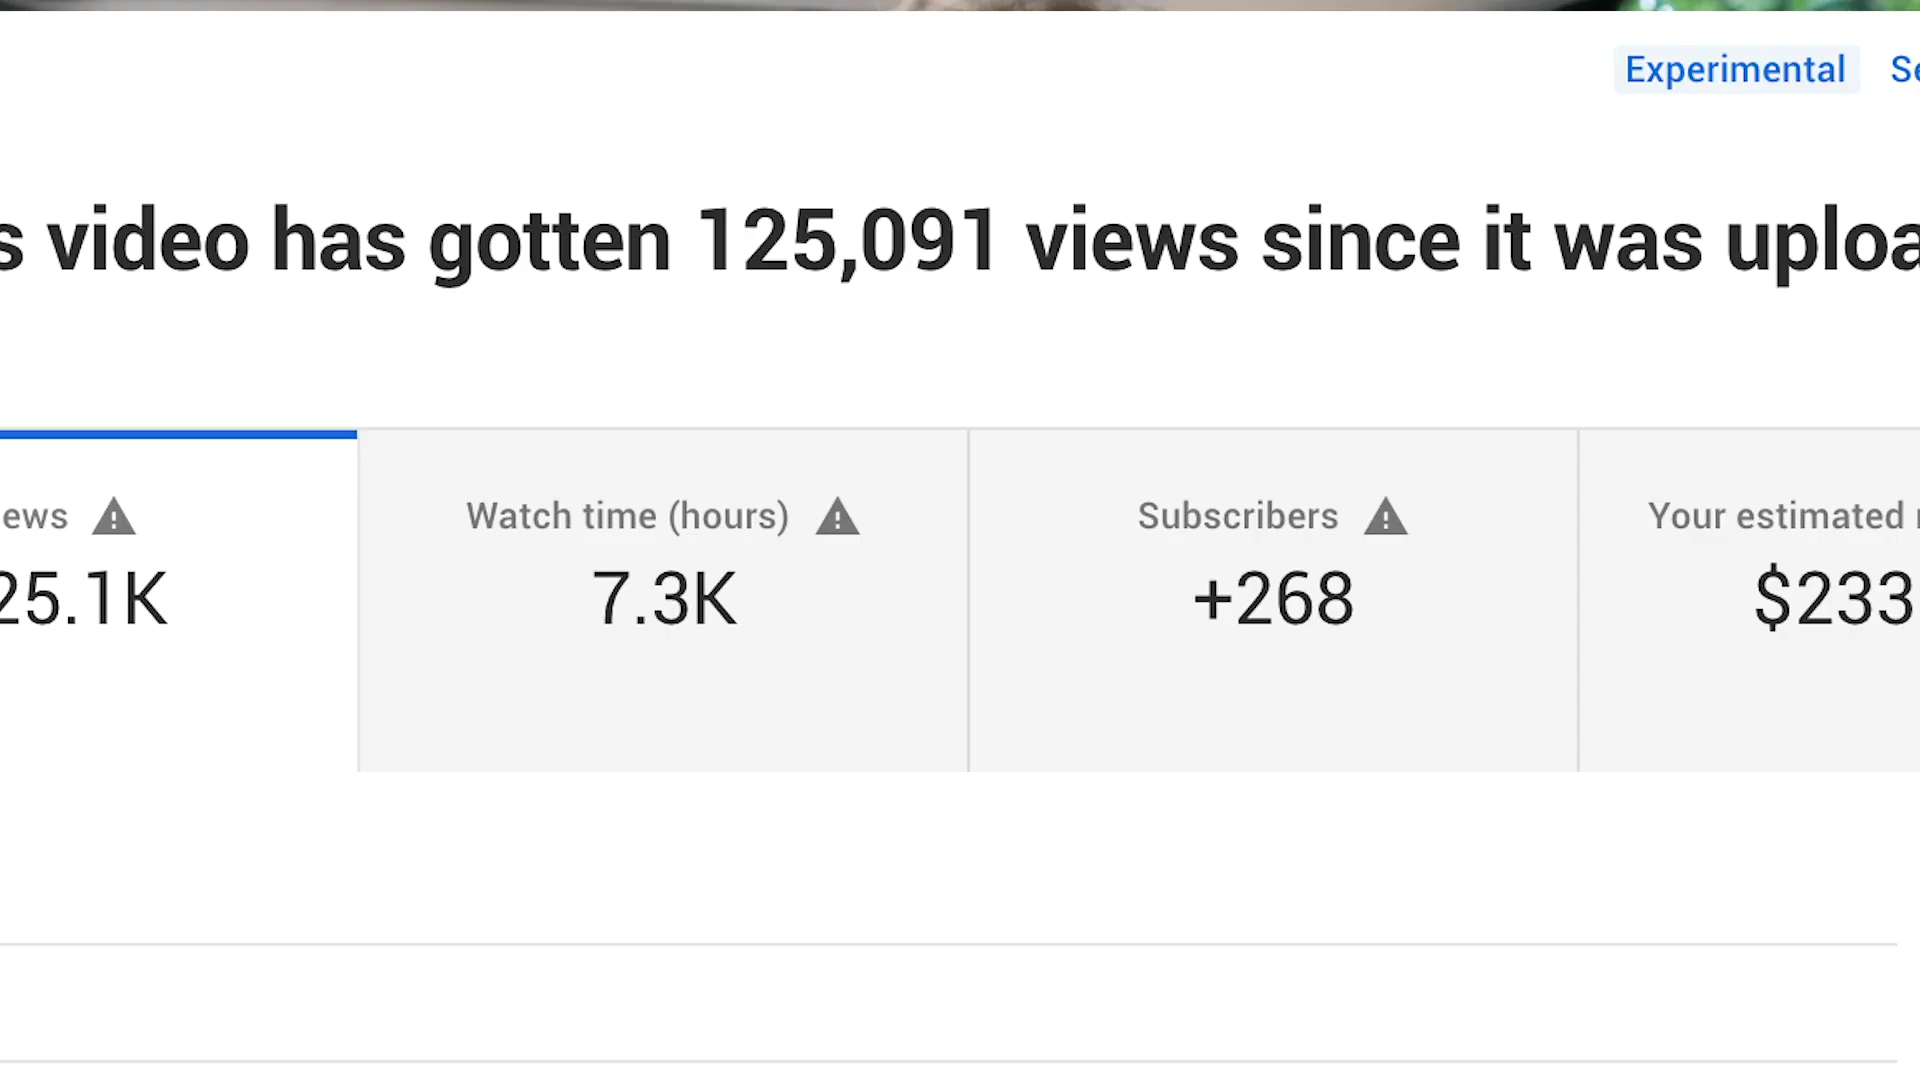 Experimental Se
s video has gotten 125,091 views since it was uploa
ews Watch time (hours) Subscribers Your estimated r
25.1K 7.3K +268 $233